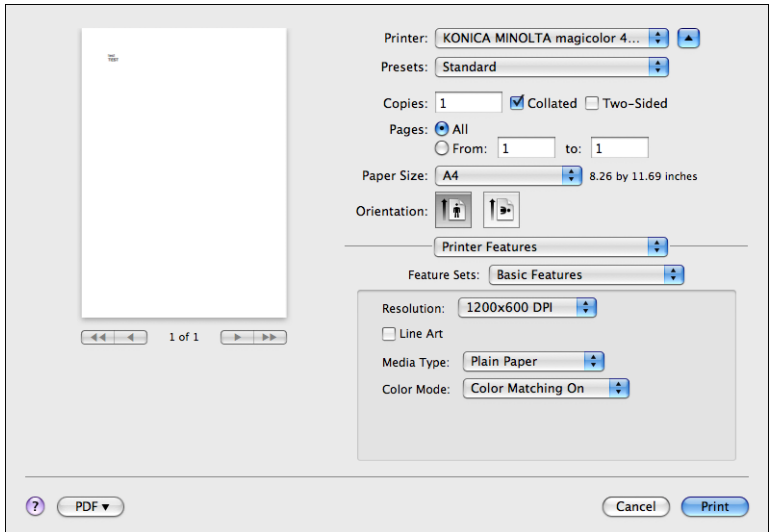 Printer: KONICA MINOLTA magicolor 4...
Presets: Standard
Copies: 1 Collated Two-Sided
Pages: All
From: 1 to: 1
Paper Size: A4 8.26 by 11.69 inches
Orientation:
Printer Features
Feature Sets: Basic Features
Resolution: 1200x600 DPI
Line Art
Media Type: Plain Paper
Color Mode: Color Matching On
TEST
1 of 1
? PDF Cancel Print